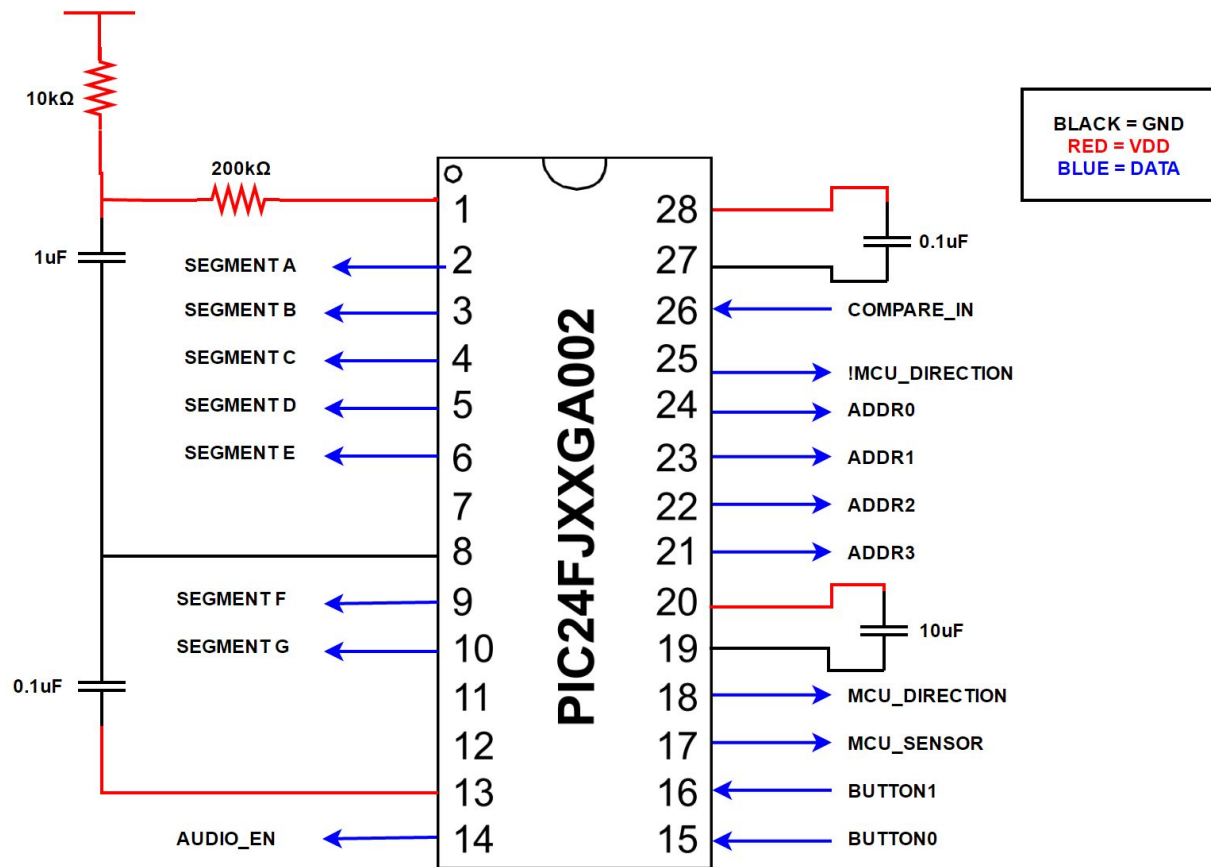 10kΩ
200kΩ
1uF
SEGMENT A
SEGMENT B
SEGMENT C
SEGMENT D
SEGMENT E
SEGMENT F
SEGMENT G
0.1uF
AUDIO_EN
1
2
3
4
5
6
7
8
9
10
11
12
13
14
PIC24FJXXGA002
28
27
26
25
24
23
22
21
20
19
18
17
16
15
0.1uF
COMPARE_IN
!MCU_DIRECTION
ADDR0
ADDR1
ADDR2
ADDR3
10uF
MCU_DIRECTION
MCU_SENSOR
BUTTON1
BUTTON0
BLACK = GND
RED = VDD
BLUE = DATA